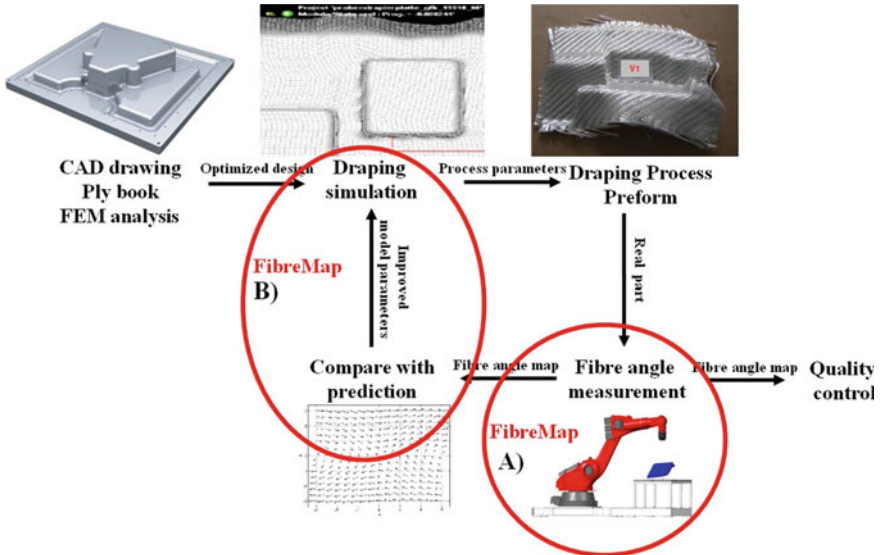 V1
CAD drawing
Ply book
FEM analysis
Optimized design
Draping
simulation
Process parameters
Draping Process
Preform
FibreMap
B)
Improved
model parameters
Real part
Compare with
prediction
Fibre angle map
Fibre angle
measurement
Fibre angle map
Quality
control
FibreMap
A)